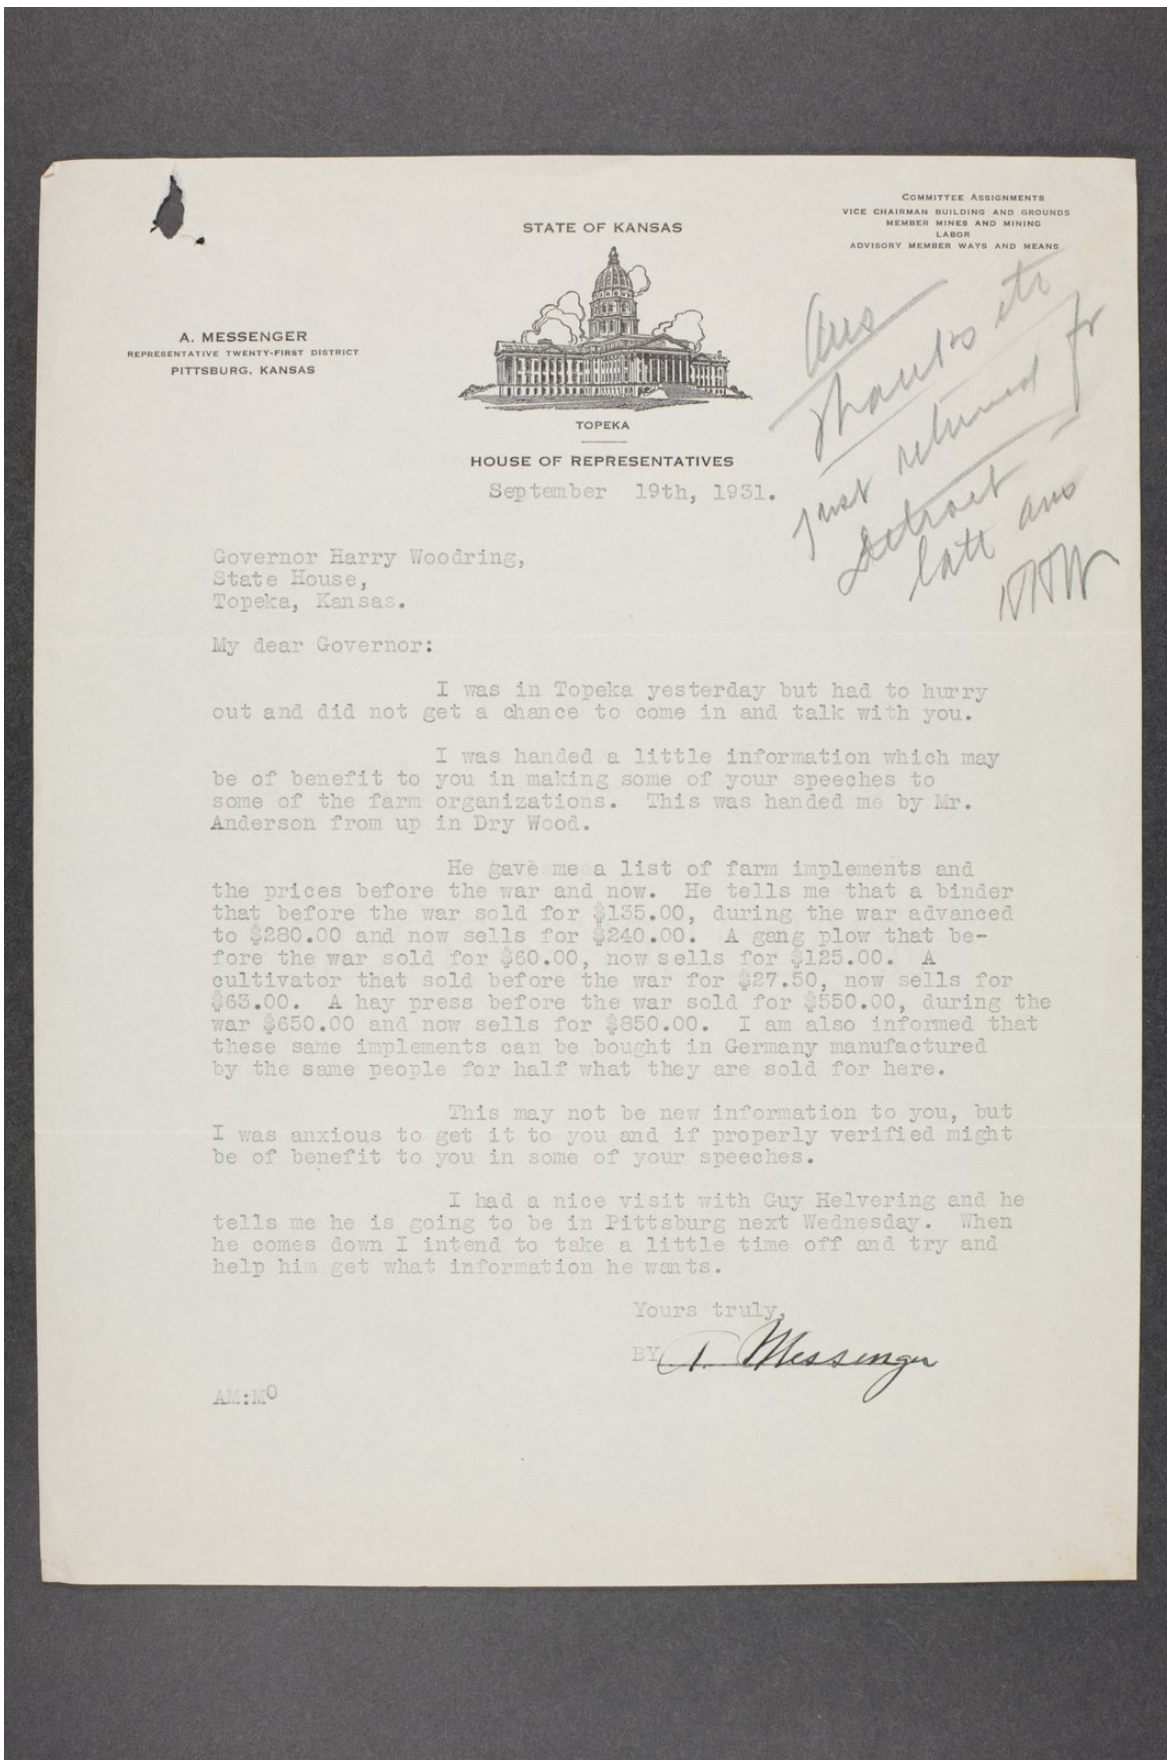 COMMITTEE ASSIGNMENTS
VICE CHAIRMAN BUILDING AND GROUNDS
MEMBER MINES AND MINING
LABOR
ADVISORY MEMBER WAYS AND MEANS
STATE OF KANSAS
A. MESSENGER
REPRESENTATIVE TWENTY-FIRST DISTRICT
PITTSBURG, KANSAS
TOPEKA
HOUSE OF REPRESENTATIVES
Ans
Thanks etc
just returned fr
Detroit
late ans
HHW
September 19th, 1931.
Governor Harry Woodring,
State House,
Topeka, Kansas.
My dear Governor:
I was in Topeka yesterday but had to hurry
out and did not get a chance to come in and talk with you.
I was handed a little information which may
be of benefit to you in making some of your speeches to
some of the farm organizations. This was handed me by Mr.
Anderson from up in Dry Wood.
He gave me a list of farm implements and
the prices before the war and now. He tells me that a binder
that before the war sold for $135.00, during the war advanced
to $280.00 and now sells for $240.00. A gang plow that be-
fore the war sold for $60.00, now sells for $125.00. A
cultivator that sold before the war for $27.50, now sells for
$63.00. A hay press before the war sold for $550.00, during the
war $650.00 and now sells for $850.00. I am also informed that
these same implements can be bought in Germany manufactured
by the same people for half what they are sold for here.
This may not be new information to you, but
I was anxious to get it to you and if properly verified might
be of benefit to you in some of your speeches.
I had a nice visit with Guy Helvering and he
tells me he is going to be in Pittsburg next Wednesday. When
he comes down I intend to take a little time off and try and
help him get what information he wants.
Yours truly,
BY A. Messenger
AM:MO